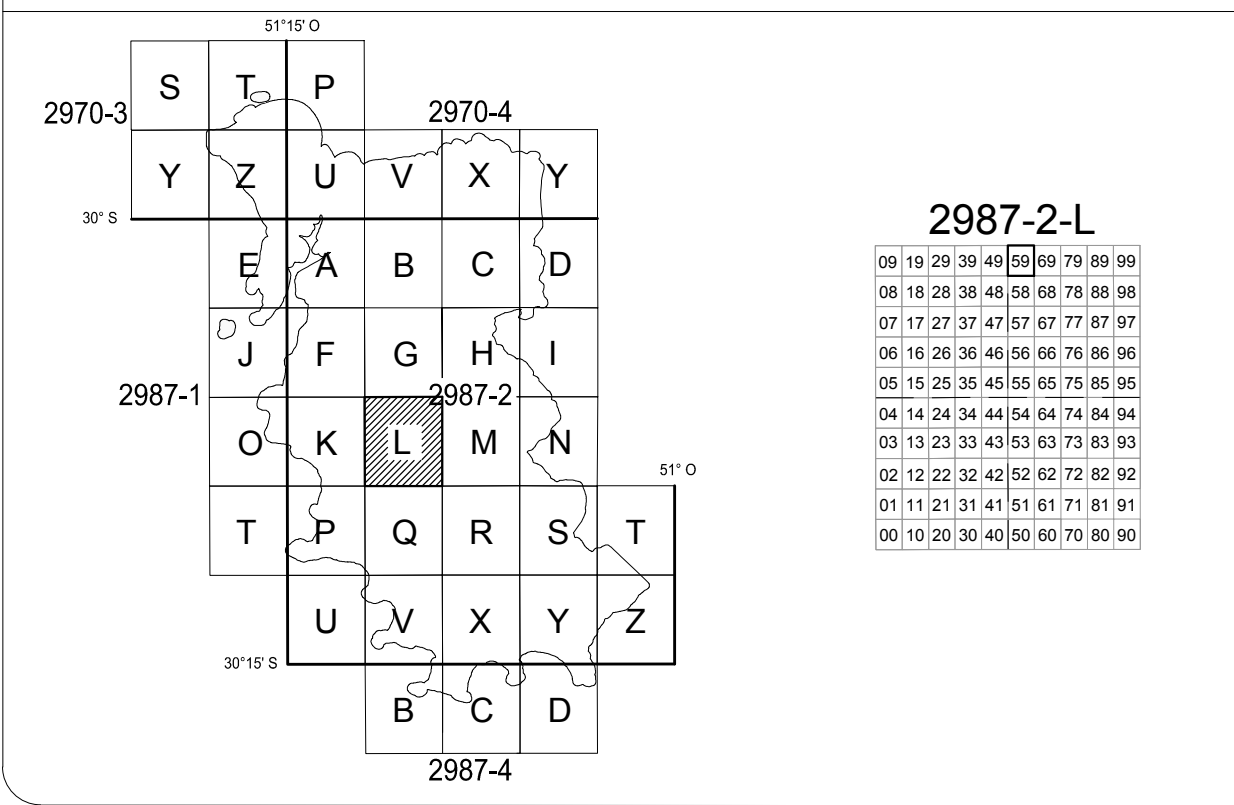 51°15' O
S T P
2970-3 2970-4
Y Z U V X Y
30° S
E A B C D
J F G H I
2987-1 2987-2
O K L M N
51° O
T P Q R S T
U V X Y Z
30°15' S
B C D
2987-4
2987-2-L
09 19 29 39 49 59 69 79 89 99
08 18 28 38 48 58 68 78 88 98
07 17 27 37 47 57 67 77 87 97
06 16 26 36 46 56 66 76 86 96
05 15 25 35 45 55 65 75 85 95
04 14 24 34 44 54 64 74 84 94
03 13 23 33 43 53 63 73 83 93
02 12 22 32 42 52 62 72 82 92
01 11 21 31 41 51 61 71 81 91
00 10 20 30 40 50 60 70 80 90